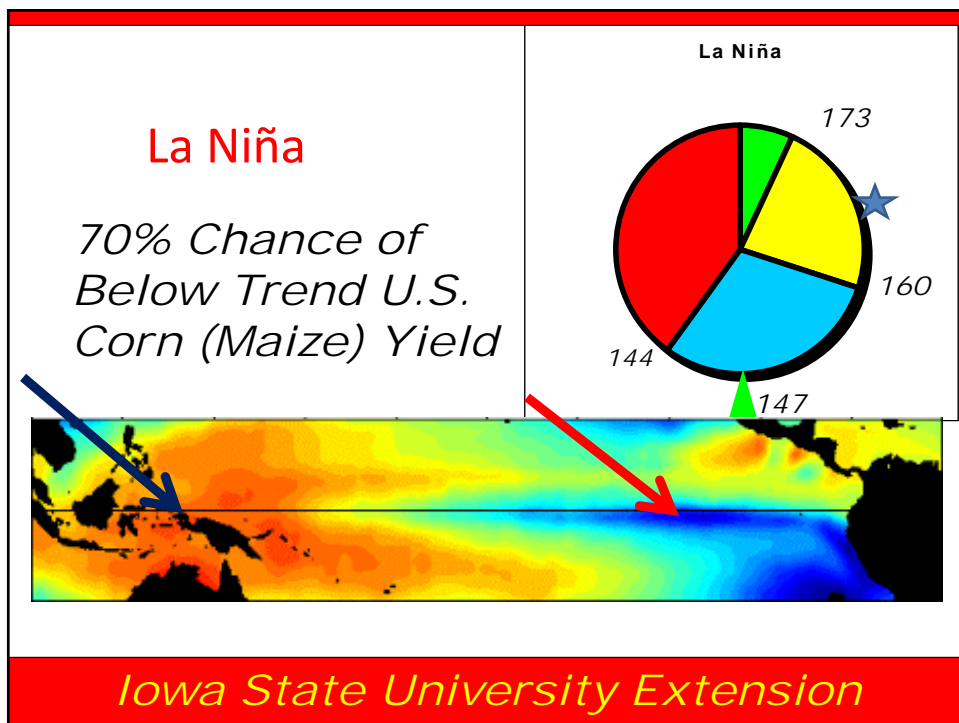 La Niña
70% Chance of
Below Trend U.S.
Corn (Maize) Yield
La Niña
173
160
144
147
Iowa State University Extension